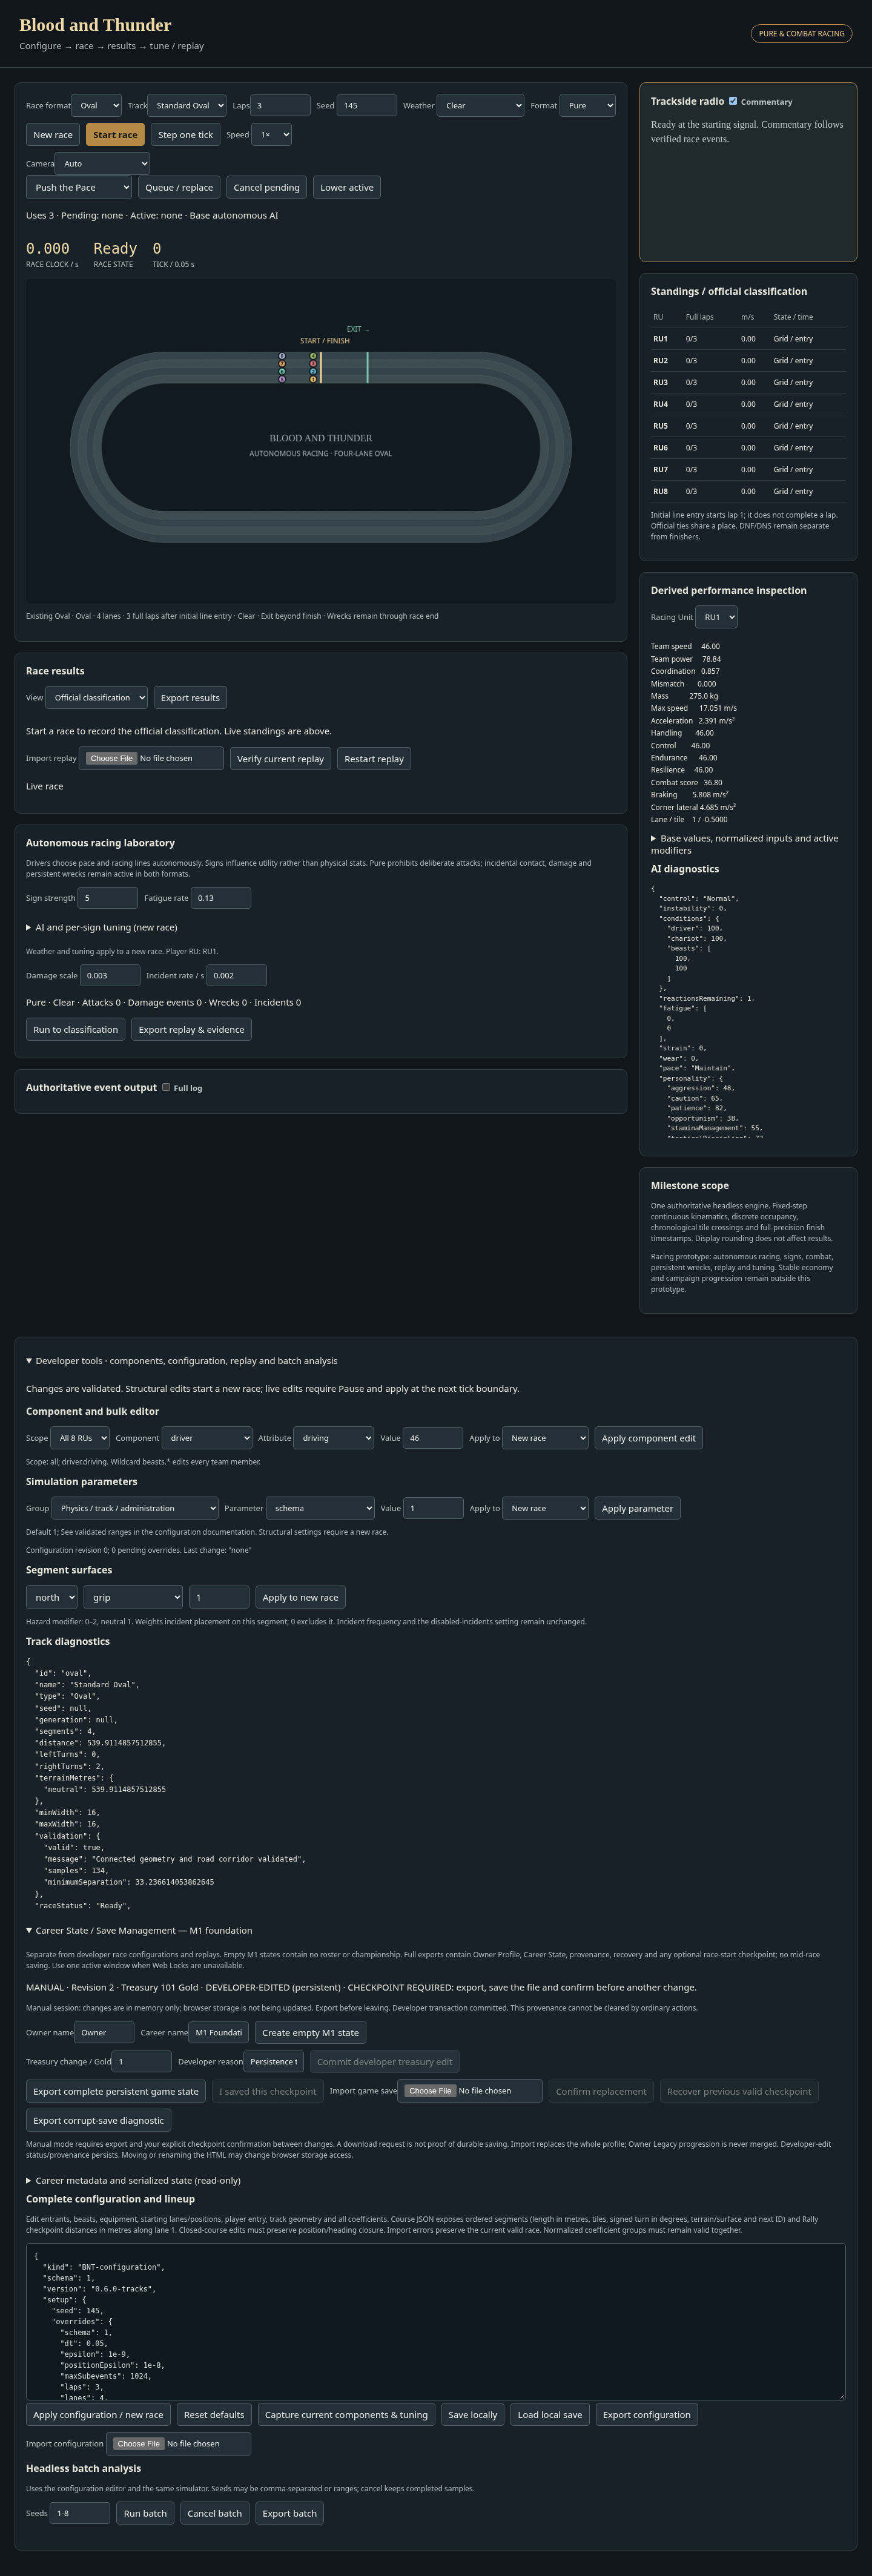 Blood and Thunder
Configure → race → results → tune / replay
PURE & COMBAT RACING
Race format Oval Track Standard Oval Laps 3 Seed 145 Weather Clear Format Pure
New race Start race Step one tick Speed 1×
Camera Auto
Push the Pace Queue / replace Cancel pending Lower active
Uses 3 · Pending: none · Active: none · Base autonomous AI
0.000 Ready 0
RACE CLOCK / s RACE STATE TICK / 0.05 s
EXIT →
START / FINISH
8 4
7 3
6 2
5 1
BLOOD AND THUNDER
AUTONOMOUS RACING · FOUR-LANE OVAL
Existing Oval · Oval · 4 lanes · 3 full laps after initial line entry · Clear · Exit beyond finish · Wrecks remain through race end
Race results
View Official classification Export results
Start a race to record the official classification. Live standings are above.
Import replay Choose File No file chosen Verify current replay Restart replay
Live race
Autonomous racing laboratory
Drivers choose pace and racing lines autonomously. Signs influence utility rather than physical stats. Pure prohibits deliberate attacks; incidental contact, damage and
persistent wrecks remain active in both formats.
Sign strength 5 Fatigue rate 0.13
▶ AI and per-sign tuning (new race)
Weather and tuning apply to a new race. Player RU: RU1.
Damage scale 0.003 Incident rate / s 0.002
Pure · Clear · Attacks 0 · Damage events 0 · Wrecks 0 · Incidents 0
Run to classification Export replay & evidence
Authoritative event output Full log
Trackside radio Commentary
Ready at the starting signal. Commentary follows
verified race events.
Standings / official classification
RU Full laps m/s State / time
RU1 0/3 0.00 Grid / entry
RU2 0/3 0.00 Grid / entry
RU3 0/3 0.00 Grid / entry
RU4 0/3 0.00 Grid / entry
RU5 0/3 0.00 Grid / entry
RU6 0/3 0.00 Grid / entry
RU7 0/3 0.00 Grid / entry
RU8 0/3 0.00 Grid / entry
Initial line entry starts lap 1; it does not complete a lap.
Official ties share a place. DNF/DNS remain separate
from finishers.
Derived performance inspection
Racing Unit RU1
Team speed 46.00
Team power 78.84
Coordination 0.857
Mismatch 0.000
Mass 275.0 kg
Max speed 17.051 m/s
Acceleration 2.391 m/s²
Handling 46.00
Control 46.00
Endurance 46.00
Resilience 46.00
Combat score 36.80
Braking 5.808 m/s²
Corner lateral 4.685 m/s²
Lane / tile 1 / -0.5000
▶ Base values, normalized inputs and active
modifiers
AI diagnostics
{
"control": "Normal",
"instability": 0,
"conditions": {
"driver": 100,
"chariot": 100,
"beasts": [
100,
100
]
},
"reactionsRemaining": 1,
"fatigue": [
0,
0
],
"strain": 0,
"wear": 0,
"pace": "Maintain",
"personality": {
"aggression": 48,
"caution": 65,
"patience": 82,
"opportunism": 38,
"staminaManagement": 55,
Milestone scope
One authoritative headless engine. Fixed-step
continuous kinematics, discrete occupancy,
chronological tile crossings and full-precision finish
timestamps. Display rounding does not affect results.
Racing prototype: autonomous racing, signs, combat,
persistent wrecks, replay and tuning. Stable economy
and campaign progression remain outside this
prototype.
▼ Developer tools · components, configuration, replay and batch analysis
Changes are validated. Structural edits start a new race; live edits require Pause and apply at the next tick boundary.
Component and bulk editor
Scope All 8 RUs Component driver Attribute driving Value 46 Apply to New race Apply component edit
Scope: all; driver.driving. Wildcard beasts.* edits every team member.
Simulation parameters
Group Physics / track / administration Parameter schema Value 1 Apply to New race Apply parameter
Default 1; See validated ranges in the configuration documentation. Structural settings require a new race.
Configuration revision 0; 0 pending overrides. Last change: "none"
Segment surfaces
north grip 1 Apply to new race
Hazard modifier: 0–2, neutral 1. Weights incident placement on this segment; 0 excludes it. Incident frequency and the disabled-incidents setting remain unchanged.
Track diagnostics
{
"id": "oval",
"name": "Standard Oval",
"type": "Oval",
"seed": null,
"generation": null,
"segments": 4,
"distance": 539.9114857512855,
"leftTurns": 0,
"rightTurns": 2,
"terrainMetres": {
"neutral": 539.9114857512855
},
"minWidth": 16,
"maxWidth": 16,
"validation": {
"valid": true,
"message": "Connected geometry and road corridor validated",
"samples": 134,
"minimumSeparation": 33.236614053862645
},
"raceStatus": "Ready",
▼ Career State / Save Management — M1 foundation
Separate from developer race configurations and replays. Empty M1 states contain no roster or championship. Full exports contain Owner Profile, Career State, provenance, recovery and any optional race-start checkpoint; no mid-race
saving. Use one active window when Web Locks are unavailable.
MANUAL · Revision 2 · Treasury 101 Gold · DEVELOPER-EDITED (persistent) · CHECKPOINT REQUIRED: export, save the file and confirm before another change.
Manual session: changes are in memory only; browser storage is not being updated. Export before leaving. Developer transaction committed. This provenance cannot be cleared by ordinary actions.
Owner name Owner Career name M1 Foundati Create empty M1 state
Treasury change / Gold 1 Developer reason Persistence t Commit developer treasury edit
Export complete persistent game state I saved this checkpoint Import game save Choose File No file chosen Confirm replacement Recover previous valid checkpoint
Export corrupt-save diagnostic
Manual mode requires export and your explicit checkpoint confirmation between changes. A download request is not proof of durable saving. Import replaces the whole profile; Owner Legacy progression is never merged. Developer-edit
status/provenance persists. Moving or renaming the HTML may change browser storage access.
▶ Career metadata and serialized state (read-only)
Complete configuration and lineup
Edit entrants, beasts, equipment, starting lanes/positions, player entry, track geometry and all coefficients. Course JSON exposes ordered segments (length in metres, tiles, signed turn in degrees, terrain/surface and next ID) and Rally
checkpoint distances in metres along lane 1. Closed-course edits must preserve position/heading closure. Import errors preserve the current valid race. Normalized coefficient groups must remain valid together.
{
"kind": "BNT-configuration",
"schema": 1,
"version": "0.6.0-tracks",
"setup": {
"seed": 145,
"overrides": {
"schema": 1,
"dt": 0.05,
"epsilon": 1e-9,
"positionEpsilon": 1e-8,
"maxSubevents": 1024,
"laps": 3,
"lanes": 4,
Apply configuration / new race Reset defaults Capture current components & tuning Save locally Load local save Export configuration
Import configuration Choose File No file chosen
Headless batch analysis
Uses the configuration editor and the same simulator. Seeds may be comma-separated or ranges; cancel keeps completed samples.
Seeds 1-8 Run batch Cancel batch Export batch